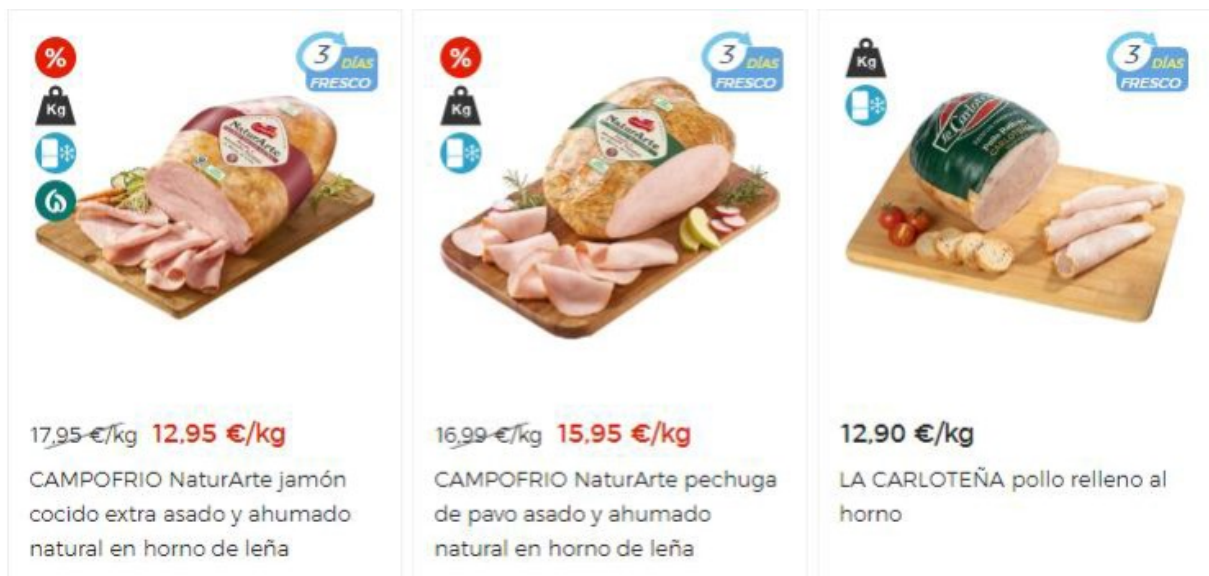 %
Kg
3 DÍAS
FRESCO
NaturArte
17,95 €/kg 12,95 €/kg
CAMPOFRIO NaturArte jamón
cocido extra asado y ahumado
natural en horno de leña
%
Kg
3 DÍAS
FRESCO
NaturArte
16,99 €/kg 15,95 €/kg
CAMPOFRIO NaturArte pechuga
de pavo asado y ahumado
natural en horno de leña
Kg
3 DÍAS
FRESCO
la Carloteña
12,90 €/kg
LA CARLOTEÑA pollo relleno al
horno